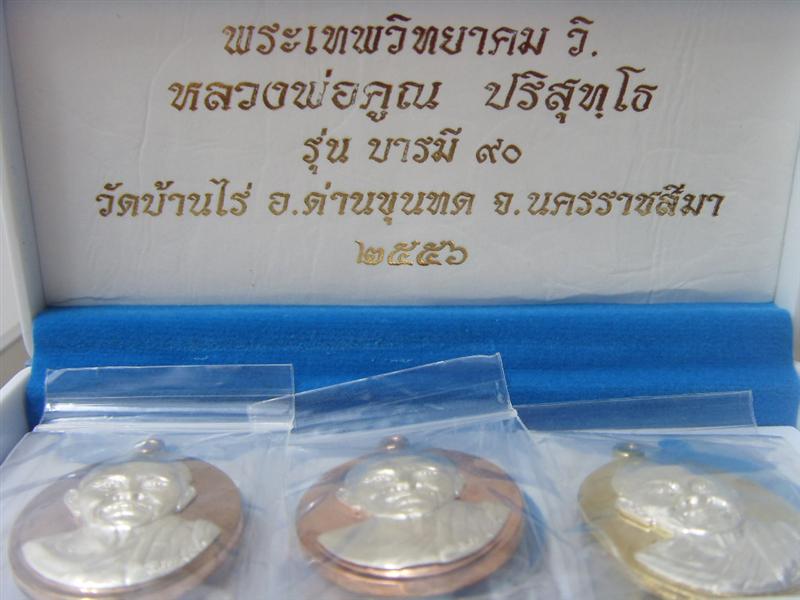 พระเทพวิทยาคม วิ.
หลวงพ่อคูณ ปริสุทฺโธ
รุ่น บารมี ๙๐
วัดบ้านไร่ อ.ด่านขุนทด จ.นครราชสีมา
๒๕๕๖